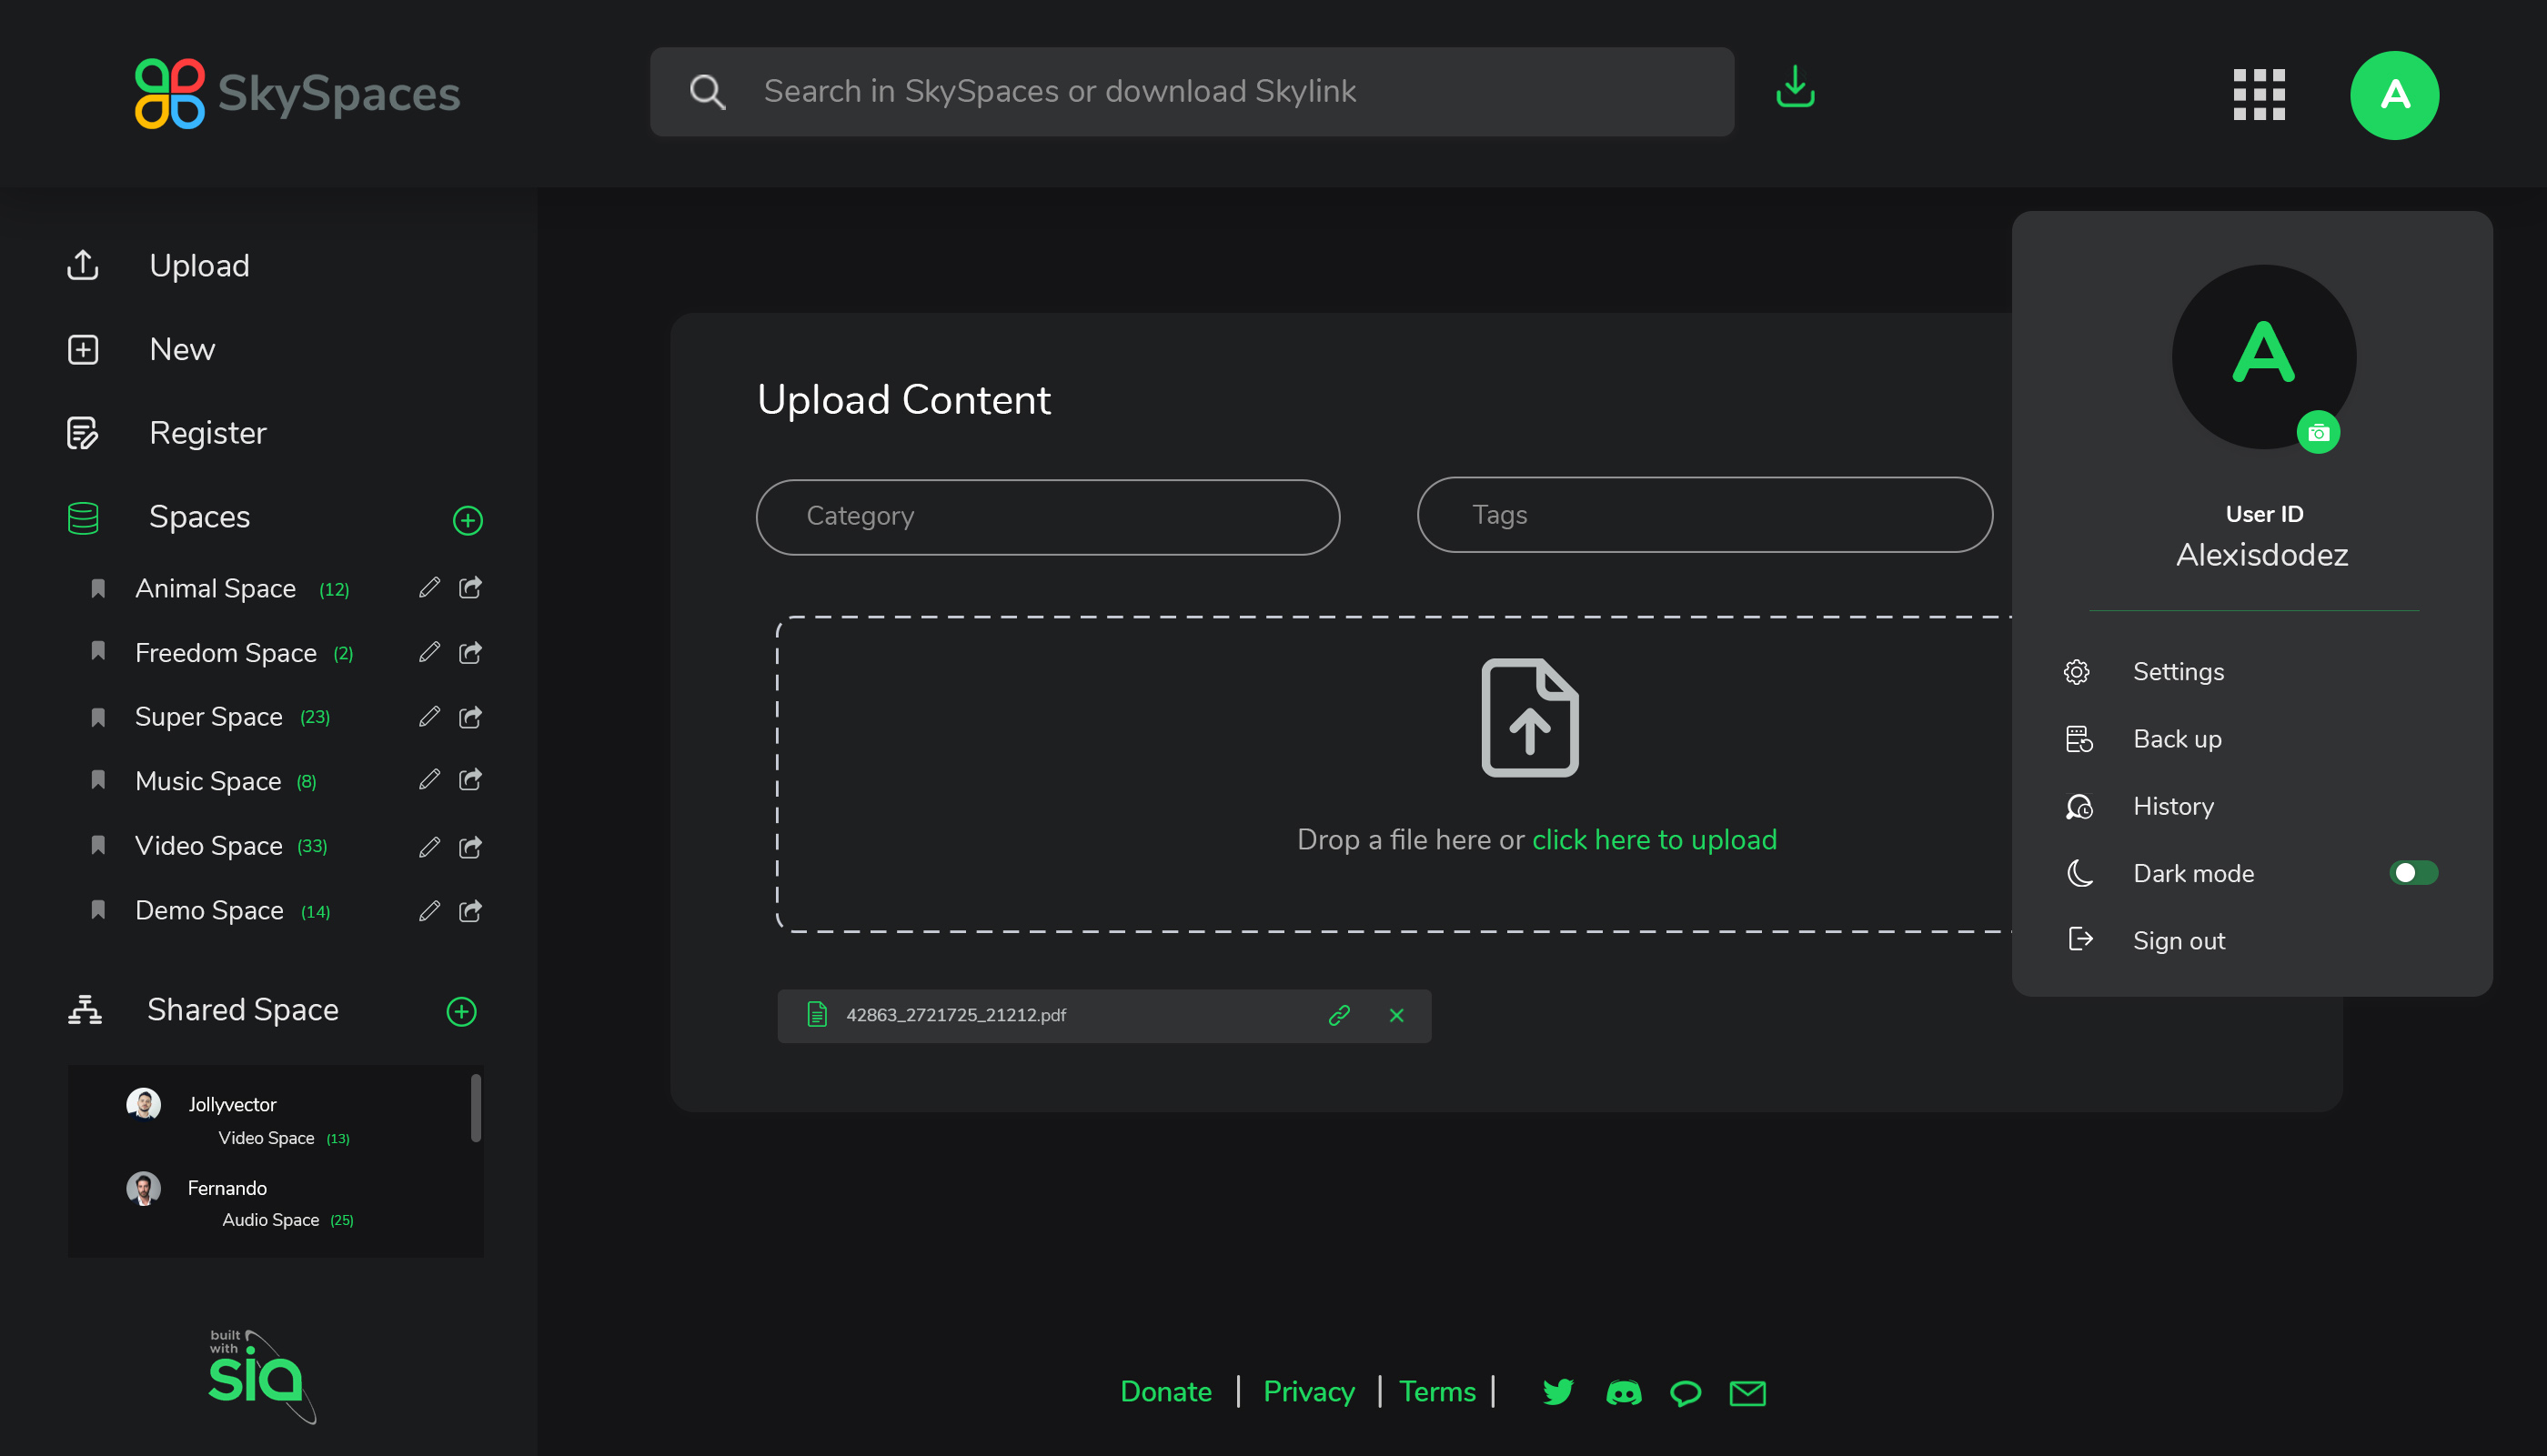 SkySpaces
Search in SkySpaces or download Skylink
A
Upload
New
Register
Spaces
Animal Space (12)
Freedom Space (2)
Super Space (23)
Music Space (8)
Video Space (33)
Demo Space (14)
Shared Space
Jollyvector
Video Space (13)
Fernando
Audio Space (25)
built
with
sia
Upload Content
Category
Tags
Drop a file here or click here to upload
42863_2721725_21212.pdf
A
User ID
Alexisdodez
Settings
Back up
History
Dark mode
Sign out
Donate | Privacy | Terms |